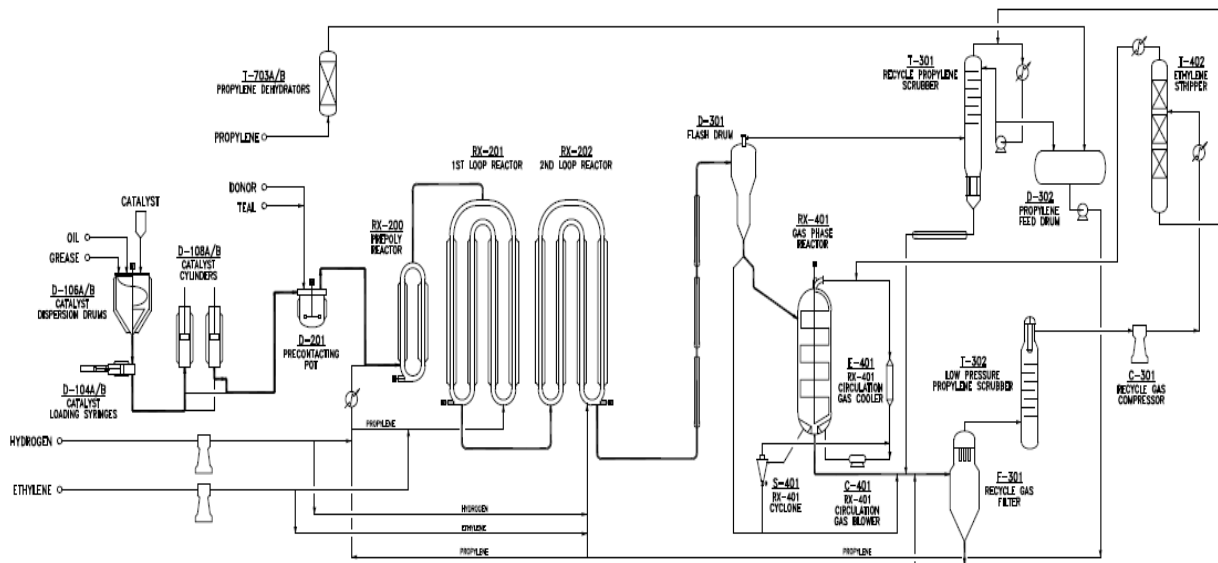 T-703A/B
PROPYLENE DEHYDRATORS
PROPYLENE
T-301
RECYCLE PROPYLENE
SCRUBBER
T-402
ETHYLENE
STRIPPER
D-301
FLASH DRUM
RX-201
1ST LOOP REACTOR
RX-202
2ND LOOP REACTOR
DONOR
TEAL
CATALYST
OIL
GREASE
D-108A/B
CATALYST
CYLINDERS
RX-200
PREPOLY
REACTOR
D-302
PROPYLENE
FEED DRUM
RX-401
GAS PHASE
REACTOR
D-106A/B
CATALYST
DISPERSION DRUMS
D-201
PRECONTACTING
POT
D-104A/B
CATALYST
LOADING SYRINGES
E-401
RX-401
CIRCULATION
GAS COOLER
T-302
LOW PRESSURE
PROPYLENE SCRUBBER
C-301
RECYCLE GAS
COMPRESSOR
PROPYLENE
HYDROGEN
ETHYLENE
S-401
RX-401
CYCLONE
C-401
RX-401
CIRCULATION
GAS BLOWER
F-301
RECYCLE GAS
FILTER
HYDROGEN
ETHYLENE
PROPYLENE
PROPYLENE